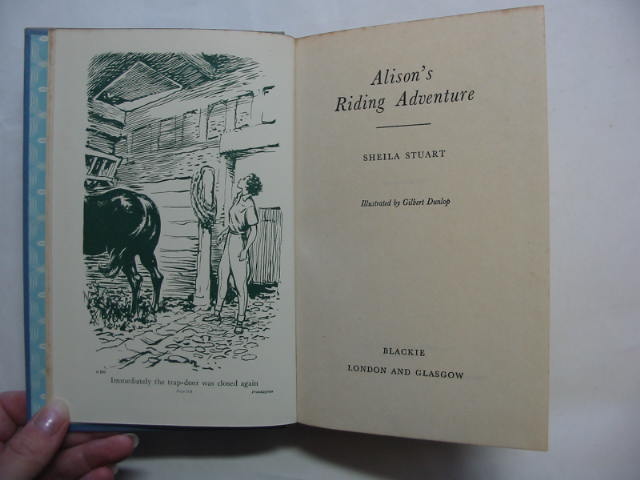 Immediately the trap-door was closed again
Frontispiece
Alison's
Riding Adventure
SHEILA STUART
Illustrated by Gilbert Dunlop
BLACKIE
LONDON AND GLASGOW